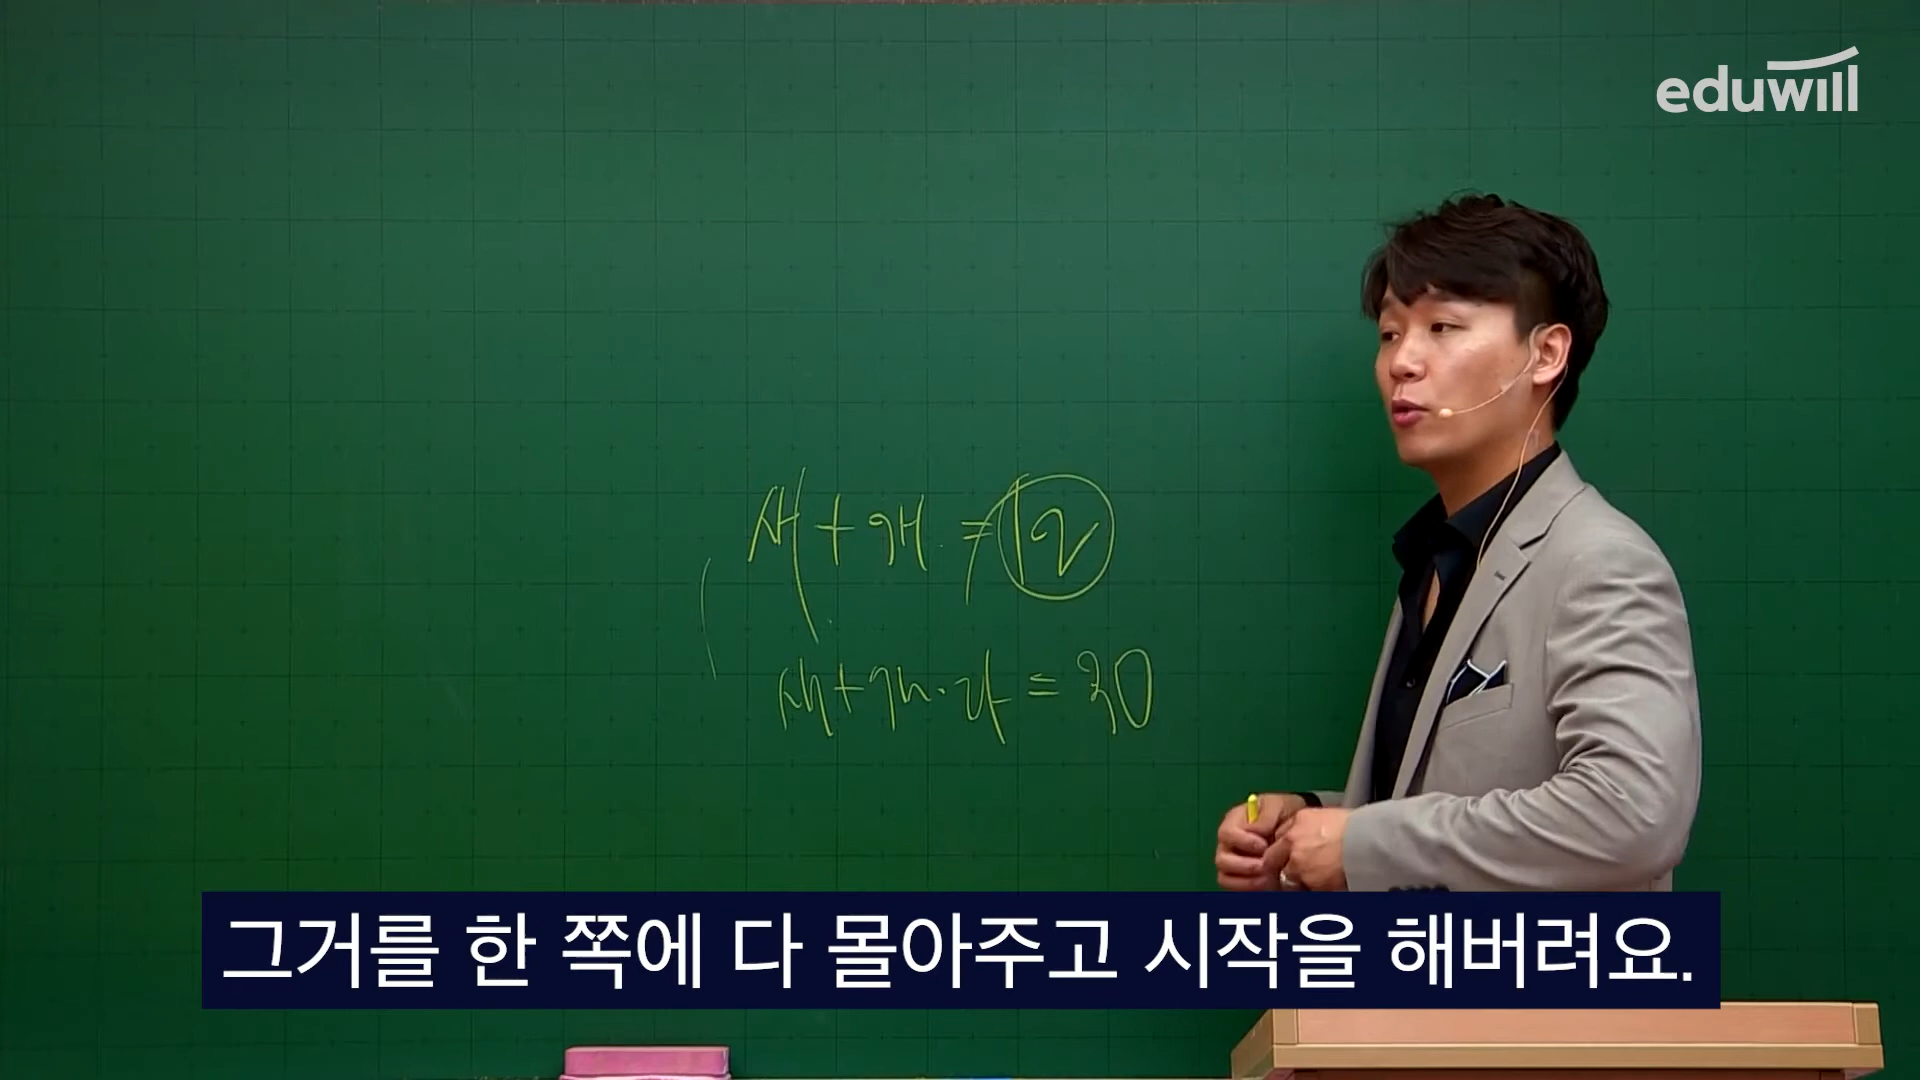 eduwill
새+개=12
새+개·다=30
그거를 한 쪽에 다 몰아주고 시작을 해버려요.